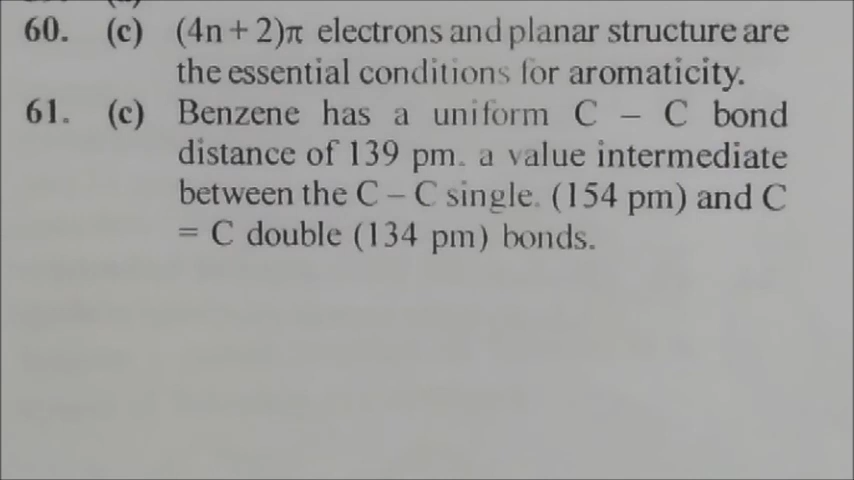 60. (c) (4n + 2)π electrons and planar structure are
the essential conditions for aromaticity.
61. (c) Benzene has a uniform C – C bond
distance of 139 pm. a value intermediate
between the C – C single. (154 pm) and C
= C double (134 pm) bonds.